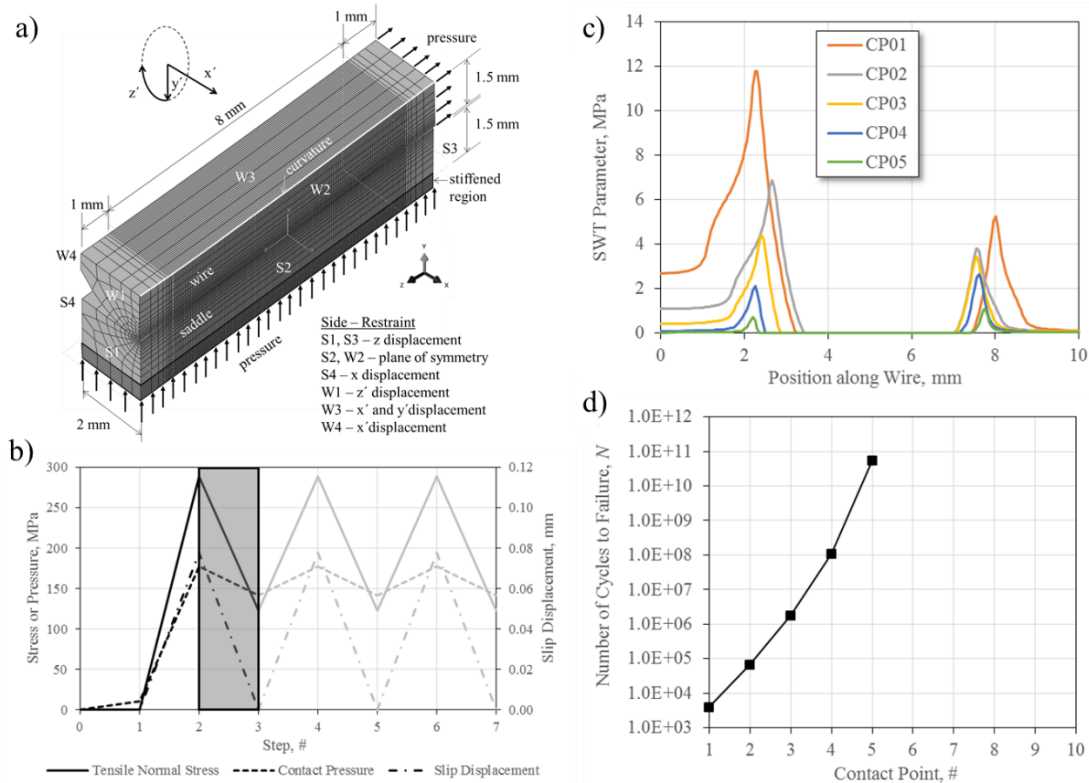 a)
1 mm
pressure
x´
y´
z´
8 mm
1.5 mm
1.5 mm
S3
curvature
W3
W2
stiffened
region
1 mm
W4
wire
S2
S4
W1
saddle
S1
pressure
2 mm
Y
Z
X
Side – Restraint
S1, S3 – z displacement
S2, W2 – plane of symmetry
S4 – x displacement
W1 – z´ displacement
W3 – x´ and y´displacement
W4 – x´displacement
b)
Stress or Pressure, MPa
300
250
200
150
100
50
0
0 1 2 3 4 5 6 7
Step, #
0.12
0.10
0.08
0.06
0.04
0.02
0.00
Slip Displacement, mm
Tensile Normal Stress
Contact Pressure
Slip Displacement
c)
SWT Parameter, MPa
14
12
10
8
6
4
2
0
0 2 4 6 8 10
Position along Wire, mm
CP01
CP02
CP03
CP04
CP05
d)
Number of Cycles to Failure, N
1.0E+12
1.0E+11
1.0E+10
1.0E+09
1.0E+08
1.0E+07
1.0E+06
1.0E+05
1.0E+04
1.0E+03
1 2 3 4 5 6 7 8 9 10
Contact Point, #